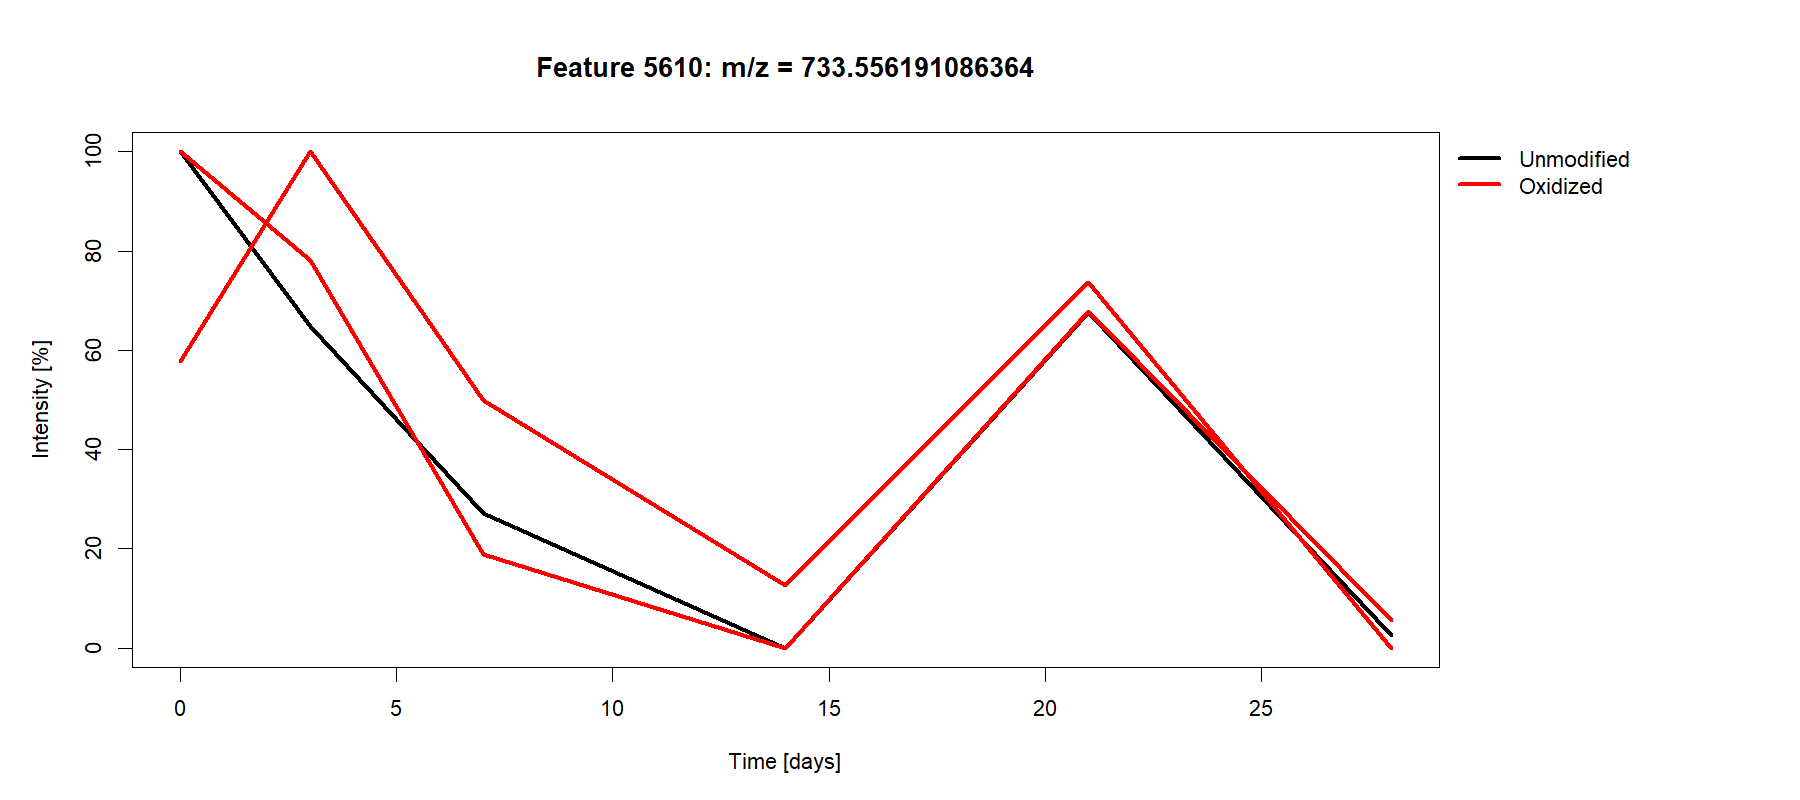 Feature 5610: m/z = 733.556191086364
Unmodified
Oxidized
Intensity [%]
100
80
60
40
20
0
0 5 10 15 20 25
Time [days]